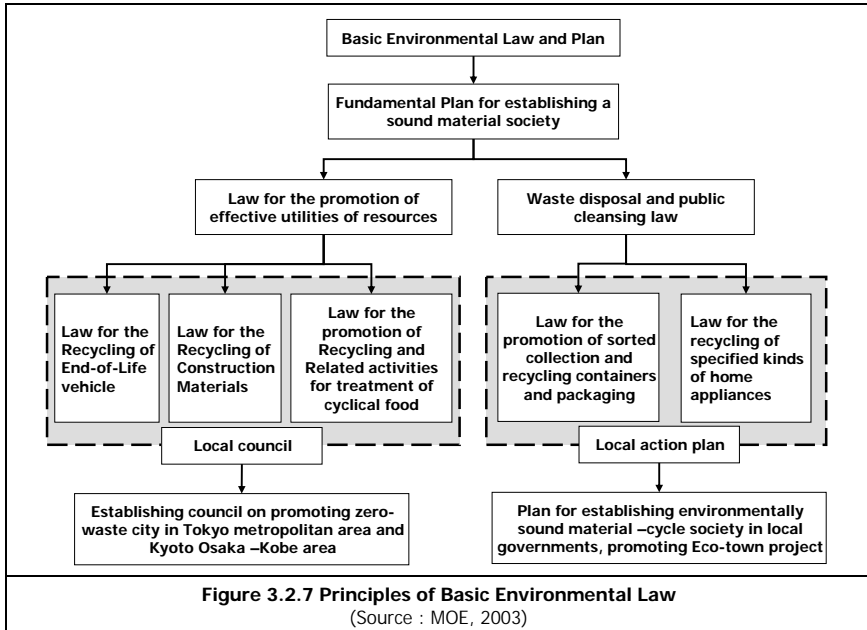 Basic Environmental Law and Plan
Fundamental Plan for establishing a
sound material society
Law for the promotion of
effective utilities of resources
Waste disposal and public
cleansing law
Law for the
Recycling of
End-of-Life
vehicle
Law for the
Recycling of
Construction
Materials
Law for the
promotion of
Recycling and
Related activities
for treatment of
cyclical food
Law for the
promotion of sorted
collection and
recycling containers
and packaging
Law for the
recycling of
specified kinds
of home
appliances
Local council
Local action plan
Establishing council on promoting zero-
waste city in Tokyo metropolitan area and
Kyoto Osaka –Kobe area
Plan for establishing environmentally
sound material –cycle society in local
governments, promoting Eco-town project
Figure 3.2.7 Principles of Basic Environmental Law
(Source : MOE, 2003)